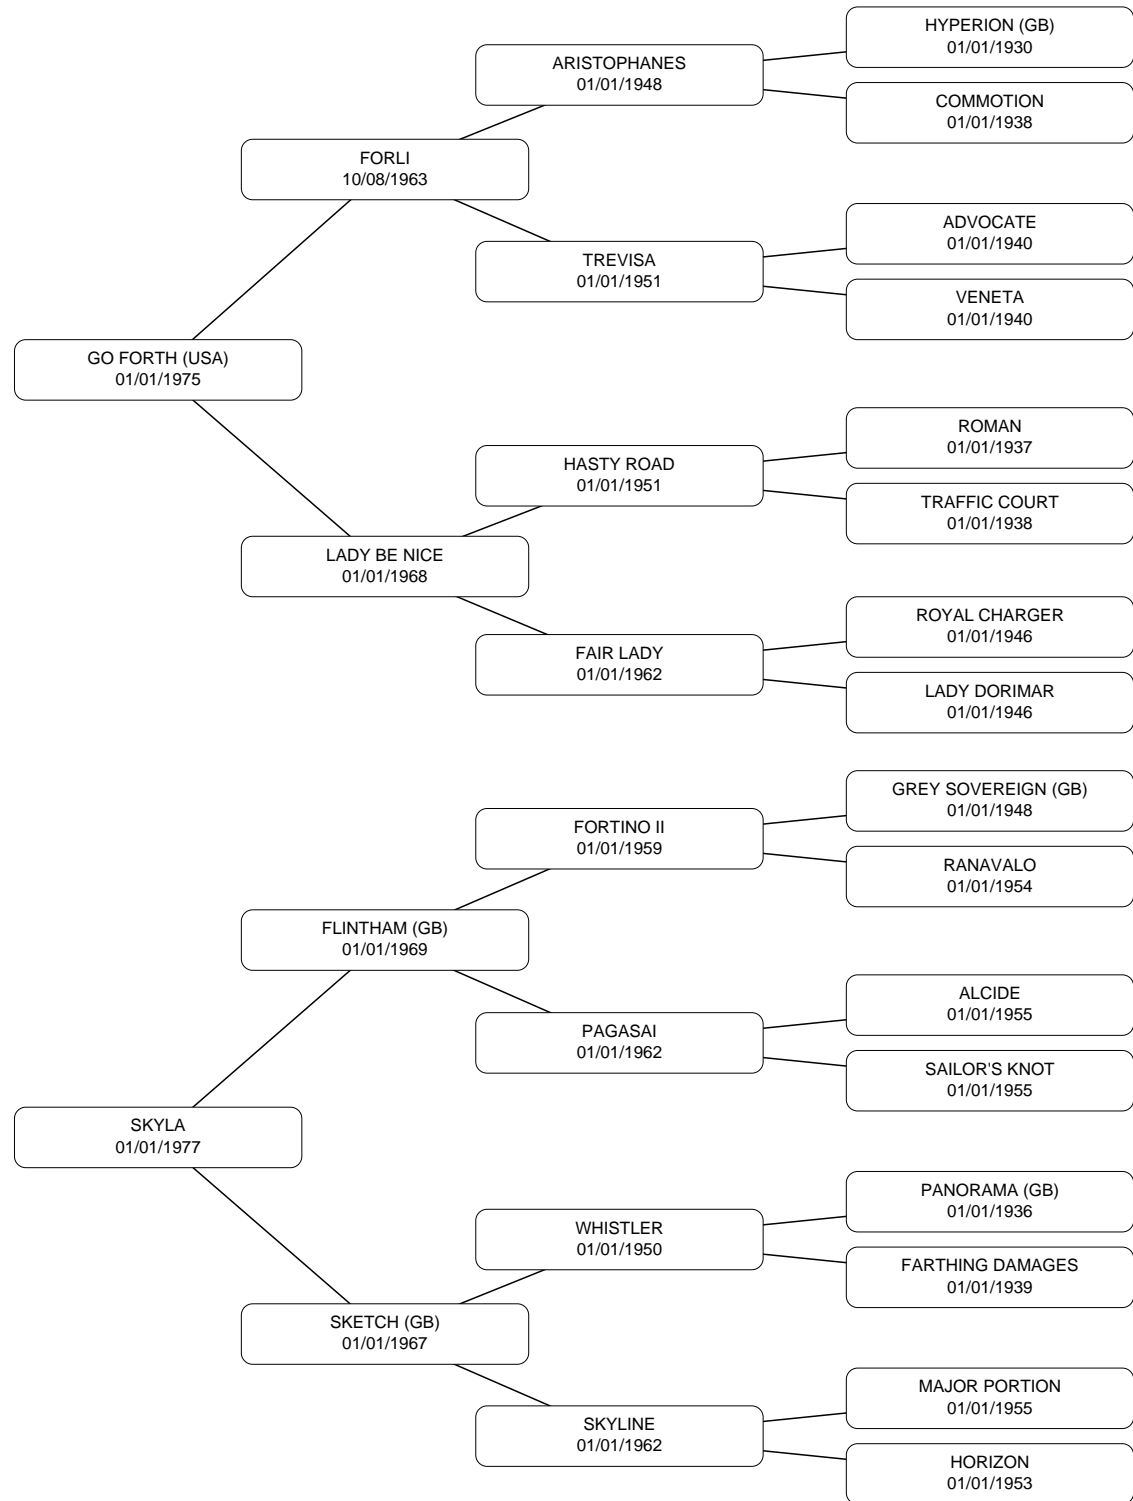 HYPERION (GB)
01/01/1930
ARISTOPHANES
01/01/1948
COMMOTION
01/01/1938
FORLI
10/08/1963
ADVOCATE
01/01/1940
TREVISA
01/01/1951
VENETA
01/01/1940
GO FORTH (USA)
01/01/1975
ROMAN
01/01/1937
HASTY ROAD
01/01/1951
TRAFFIC COURT
01/01/1938
LADY BE NICE
01/01/1968
ROYAL CHARGER
01/01/1946
FAIR LADY
01/01/1962
LADY DORIMAR
01/01/1946
GREY SOVEREIGN (GB)
01/01/1948
FORTINO II
01/01/1959
RANAVALO
01/01/1954
FLINTHAM (GB)
01/01/1969
ALCIDE
01/01/1955
PAGASAI
01/01/1962
SAILOR'S KNOT
01/01/1955
SKYLA
01/01/1977
PANORAMA (GB)
01/01/1936
WHISTLER
01/01/1950
FARTHING DAMAGES
01/01/1939
SKETCH (GB)
01/01/1967
MAJOR PORTION
01/01/1955
SKYLINE
01/01/1962
HORIZON
01/01/1953